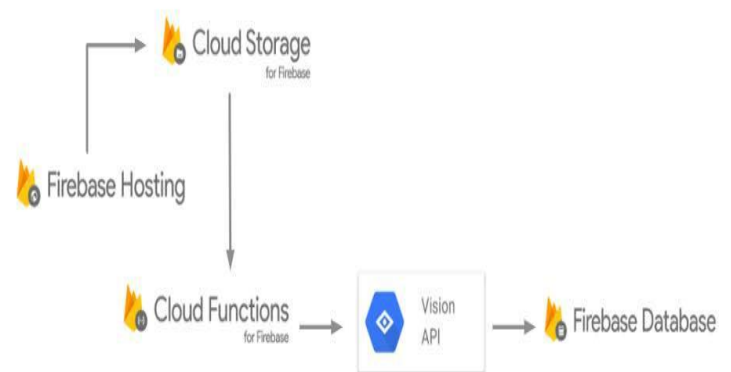 Cloud Storage
for Firebase
Firebase Hosting
Cloud Functions
for Firebase
Vision
API
Firebase Database